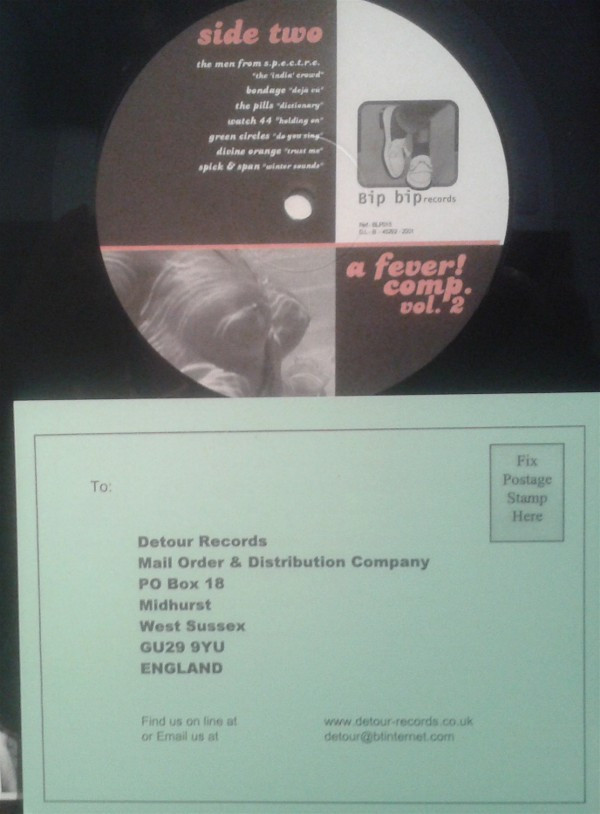 side two
the men from s.p.e.c.t.r.e.
"the 'india' crowd"
bondage "deja vu"
the pills "dictionary"
watch 44 "holding on"
green circles "do you sing"
divine orange "trust me"
spick & span "winter sounds"
Bip bip records
a fever!
comp.
vol. 2
Fix
Postage
Stamp
Here
To:
Detour Records
Mail Order & Distribution Company
PO Box 18
Midhurst
West Sussex
GU29 9YU
ENGLAND
Find us on line at www.detour-records.co.uk
or Email us at detour@btinternet.com